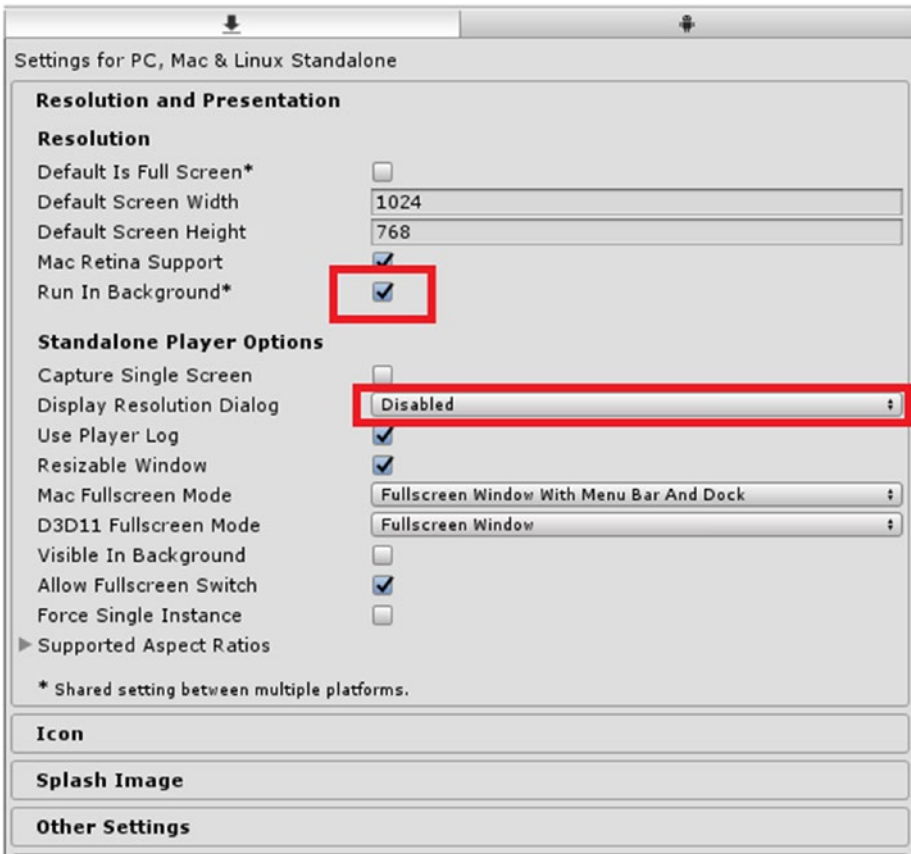 Settings for PC, Mac & Linux Standalone
Resolution and Presentation
Resolution
Default Is Full Screen*
Default Screen Width 1024
Default Screen Height 768
Mac Retina Support
Run In Background*
Standalone Player Options
Capture Single Screen
Display Resolution Dialog Disabled
Use Player Log
Resizable Window
Mac Fullscreen Mode Fullscreen Window With Menu Bar And Dock
D3D11 Fullscreen Mode Fullscreen Window
Visible In Background
Allow Fullscreen Switch
Force Single Instance
Supported Aspect Ratios
* Shared setting between multiple platforms.
Icon
Splash Image
Other Settings